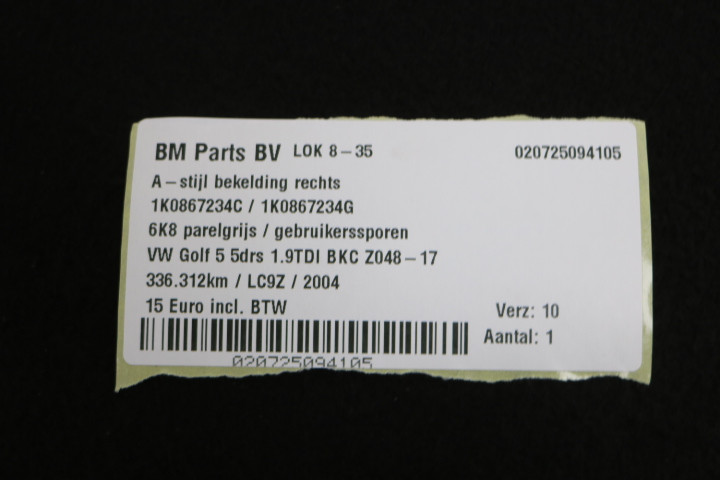 BM Parts BV LOK 8-35 020725094105
A-stijl bekelding rechts
1K0867234C / 1K0867234G
6K8 parelgrijs / gebruikerssporen
VW Golf 5 5drs 1.9TDI BKC Z048-17
336.312km / LC9Z / 2004
15 Euro incl. BTW Verz: 10
Aantal: 1
020725094105